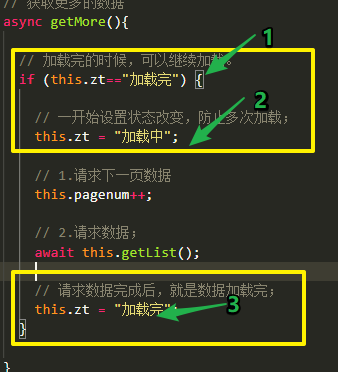 // 获取更多的数据
async getMore(){
// 加载完的时候，可以继续加载。
if (this.zt=="加载完") {
// 一开始设置状态改变，防止多次加载；
this.zt = "加载中";
// 1.请求下一页数据
this.pagenum++;
// 2.请求数据；
await this.getList();
// 请求数据完成后，就是数据加载完；
this.zt = "加载完";
}
1
2
3